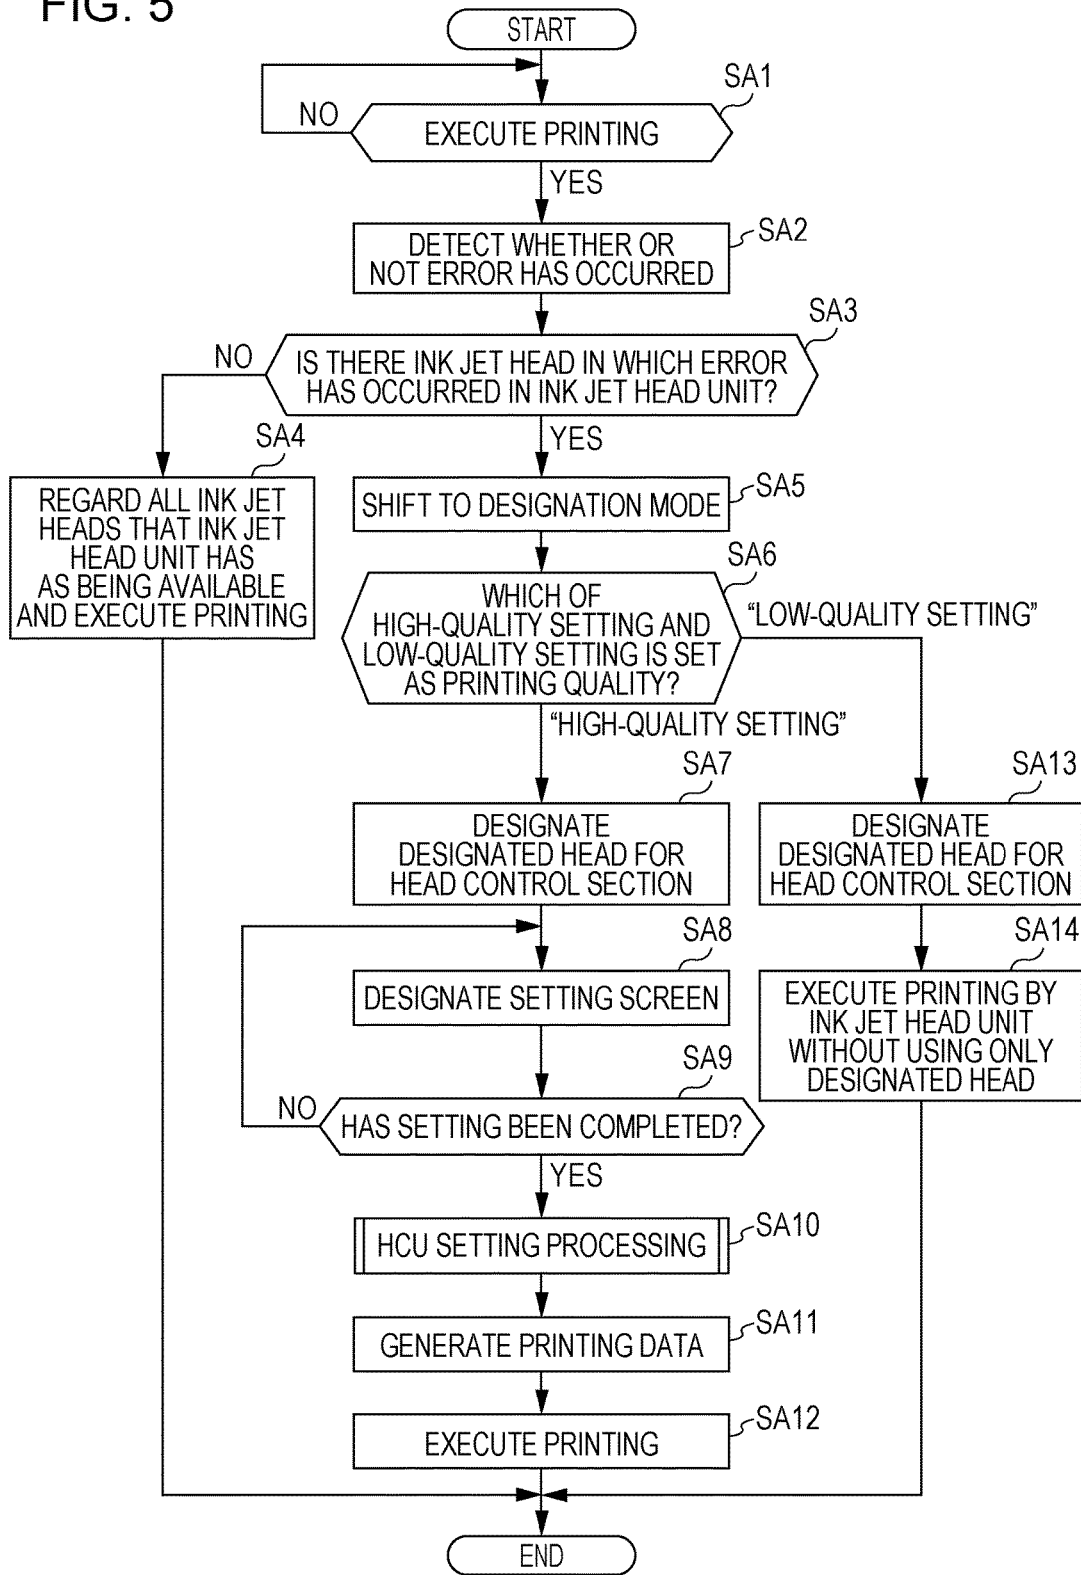 FIG. 5
START
SA1
NO
EXECUTE PRINTING
YES
SA2
DETECT WHETHER OR
NOT ERROR HAS OCCURRED
SA3
NO
IS THERE INK JET HEAD IN WHICH ERROR
HAS OCCURRED IN INK JET HEAD UNIT?
YES
SA4
REGARD ALL INK JET
HEADS THAT INK JET
HEAD UNIT HAS
AS BEING AVAILABLE
AND EXECUTE PRINTING
SA5
SHIFT TO DESIGNATION MODE
SA6
WHICH OF
HIGH-QUALITY SETTING AND
LOW-QUALITY SETTING IS SET
AS PRINTING QUALITY?
“LOW-QUALITY SETTING”
“HIGH-QUALITY SETTING”
SA7
DESIGNATE
DESIGNATED HEAD FOR
HEAD CONTROL SECTION
SA13
DESIGNATE
DESIGNATED HEAD FOR
HEAD CONTROL SECTION
SA8
DESIGNATE SETTING SCREEN
SA14
EXECUTE PRINTING BY
INK JET HEAD UNIT
WITHOUT USING ONLY
DESIGNATED HEAD
SA9
NO
HAS SETTING BEEN COMPLETED?
YES
SA10
HCU SETTING PROCESSING
SA11
GENERATE PRINTING DATA
SA12
EXECUTE PRINTING
END